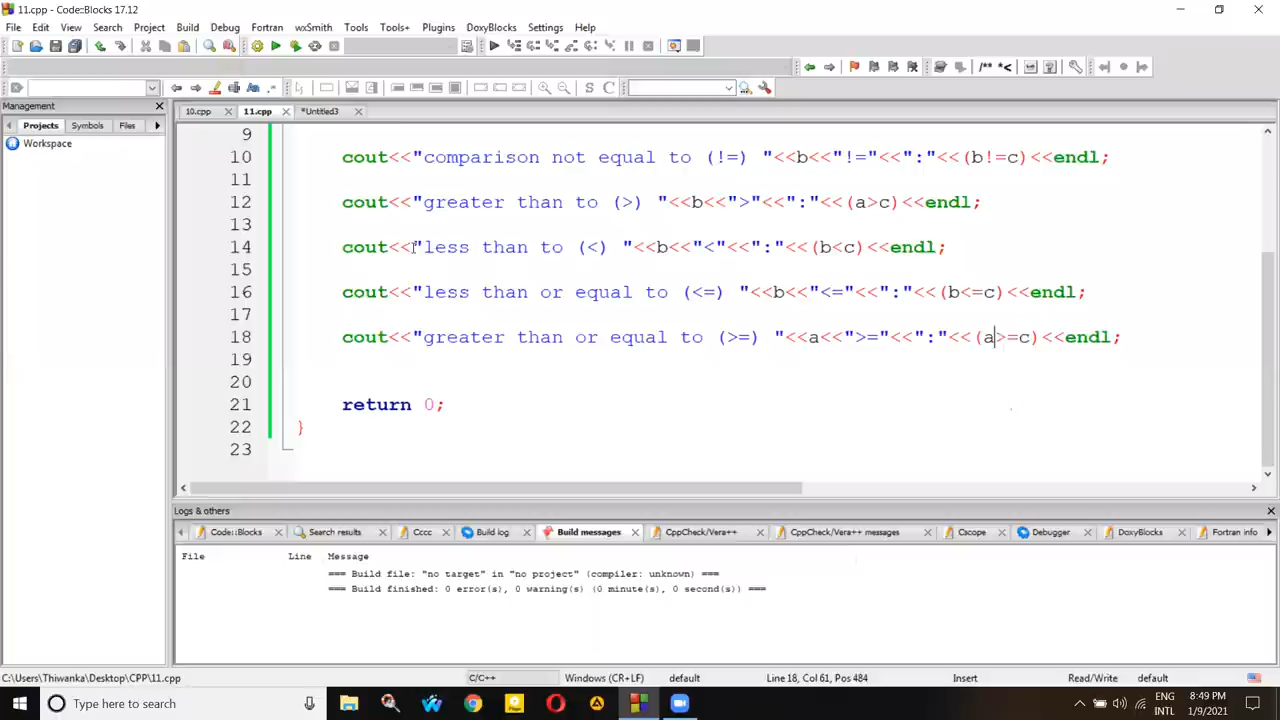 11.cpp - Code::Blocks 17.12
File Edit View Search Project Build Debug Fortran wxSmith Tools Tools+ Plugins DoxyBlocks Settings Help
/** *<
S C
Management
Projects Symbols Files
Workspace
10.cpp 11.cpp *Untitled3
9
10 cout<<"comparison not equal to (!=) "<<b<<"!="<<":"<<(b!=c)<<endl;
11
12 cout<<"greater than to (>) "<<b<<">"<<":"<<(a>c)<<endl;
13
14 cout<<"less than to (<) "<<b<<"<"<<":"<<(b<c)<<endl;
15
16 cout<<"less than or equal to (<=) "<<b<<"<="<<":"<<(b<=c)<<endl;
17
18 cout<<"greater than or equal to (>=) "<<a<<">="<<":"<<(a>=c)<<endl;
19
20
21 return 0;
22 }
23
Logs & others
Code::Blocks Search results Cccc Build log Build messages CppCheck/Vera++ CppCheck/Vera++ messages Cscope Debugger DoxyBlocks Fortran info
File Line Message
=== Build file: "no target" in "no project" (compiler: unknown) ===
=== Build finished: 0 error(s), 0 warning(s) (0 minute(s), 0 second(s)) ===
C:\Users\Thiwanka\Desktop\CPP\11.cpp C/C++ Windows (CR+LF) default Line 18, Col 61, Pos 484 Insert Read/Write default
Type here to search
ENG
INTL
8:49 PM
1/9/2021